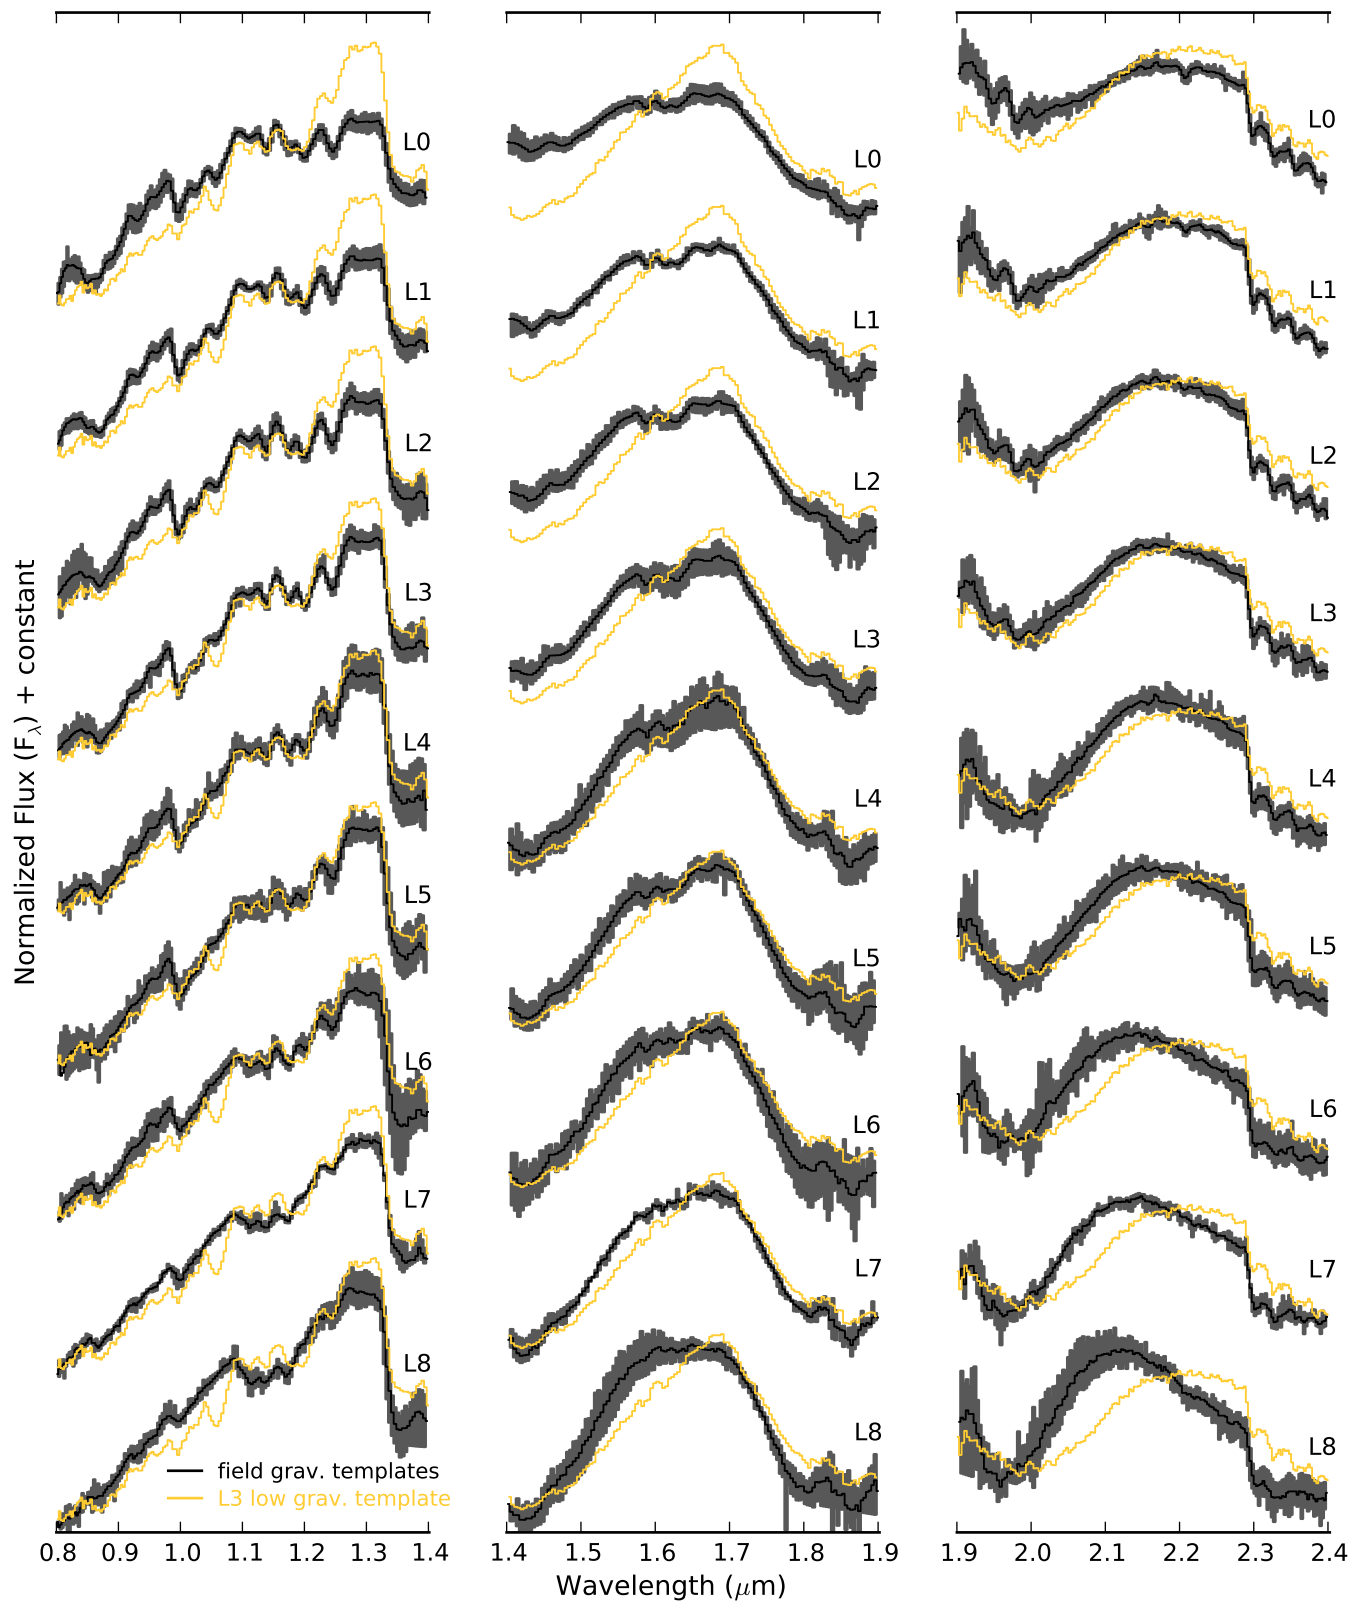 L0
L1
L2
L3
L4
L5
L6
L7
L8
L0
L1
L2
L3
L4
L5
L6
L7
L8
L0
L1
L2
L3
L4
L5
L6
L7
L8
Normalized Flux (Fλ) + constant
field grav. templates
L3 low grav. template
0.8 0.9 1.0 1.1 1.2 1.3 1.4
1.4 1.5 1.6 1.7 1.8 1.9
1.9 2.0 2.1 2.2 2.3 2.4
Wavelength (μm)